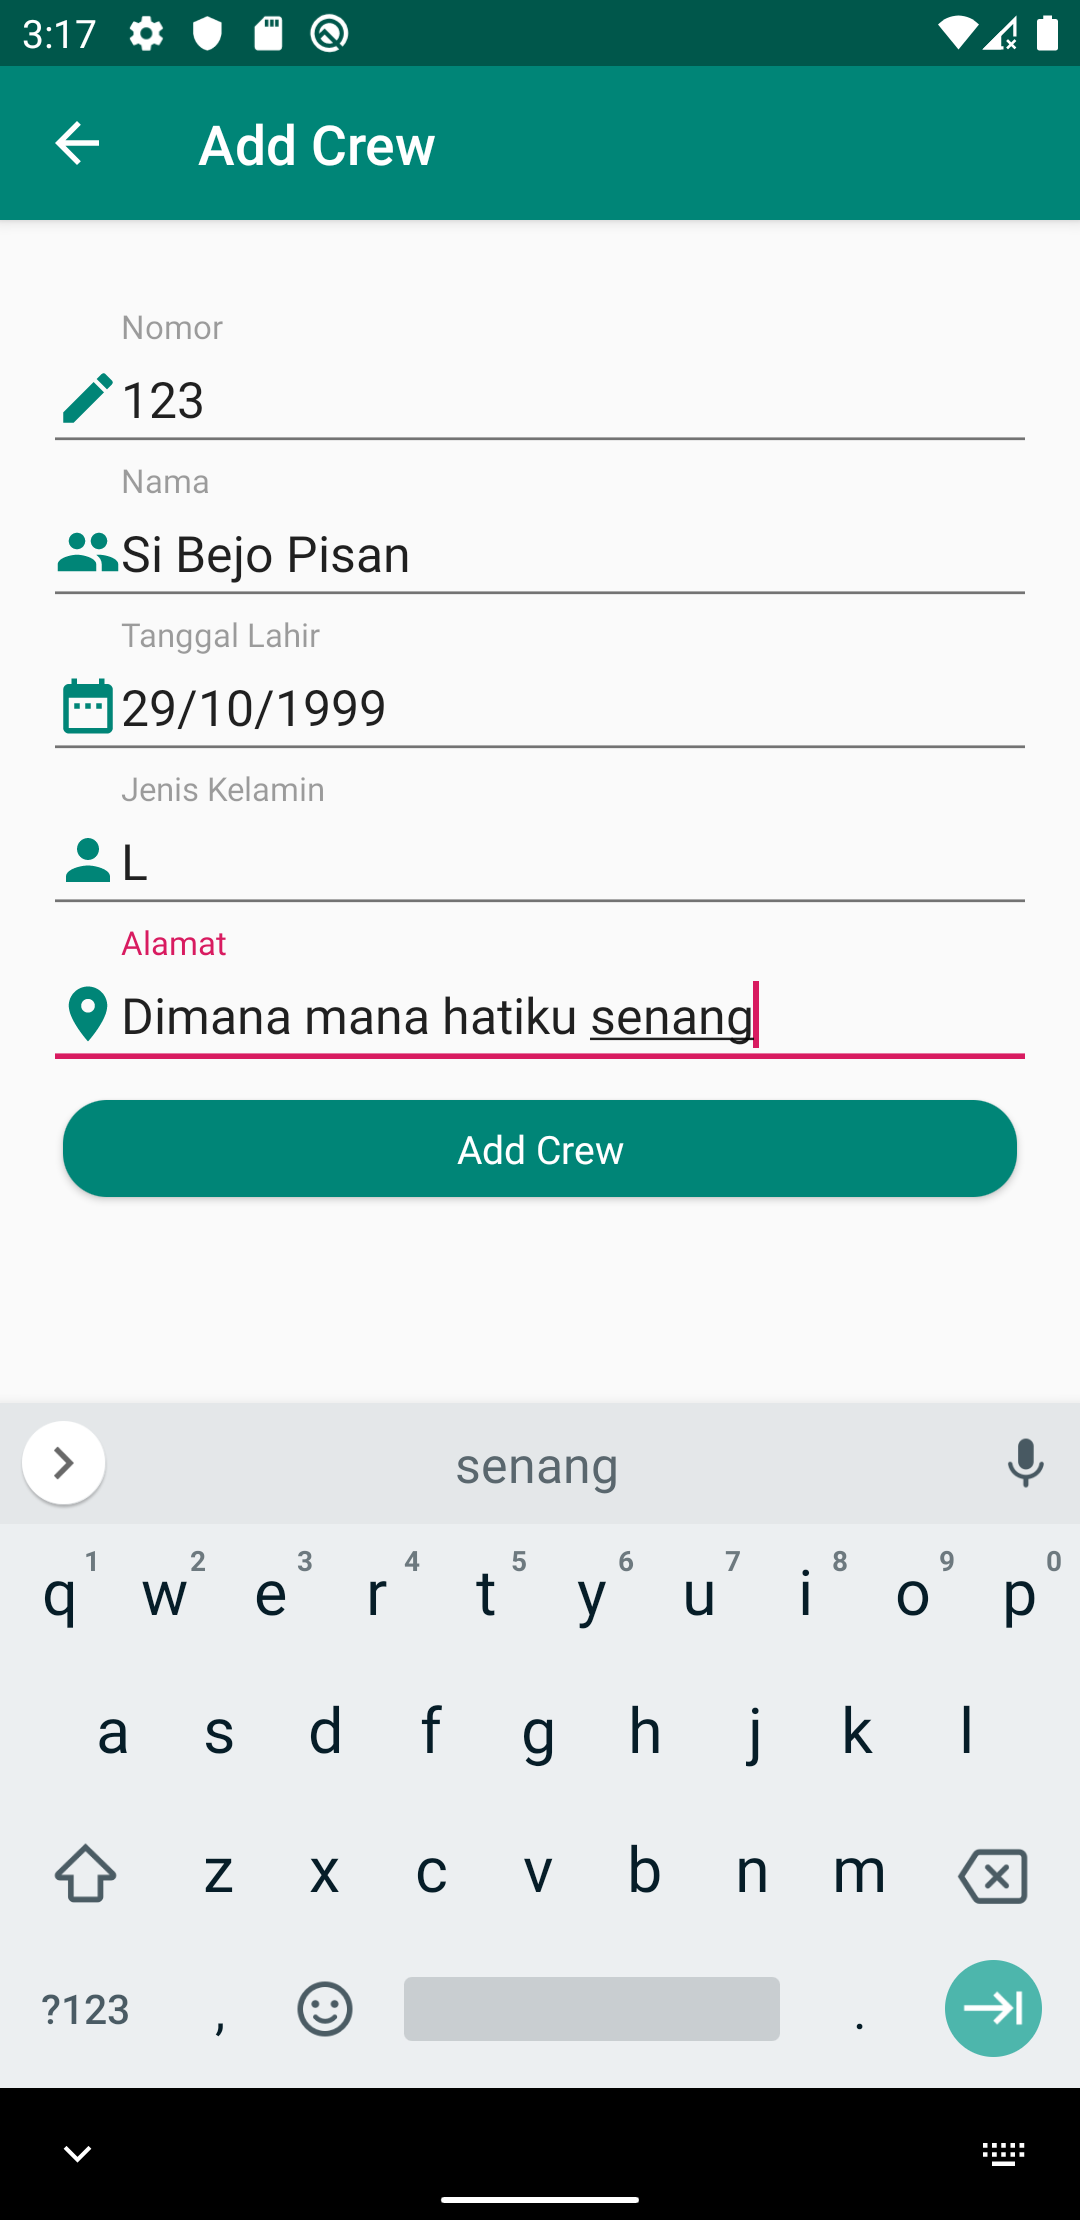 3:17
Add Crew
Nomor
123
Nama
Si Bejo Pisan
Tanggal Lahir
29/10/1999
Jenis Kelamin
L
Alamat
Dimana mana hatiku senang
Add Crew
senang
1 2 3 4 5 6 7 8 9 0
q w e r t y u i o p
a s d f g h j k l
z x c v b n m
?123 , .